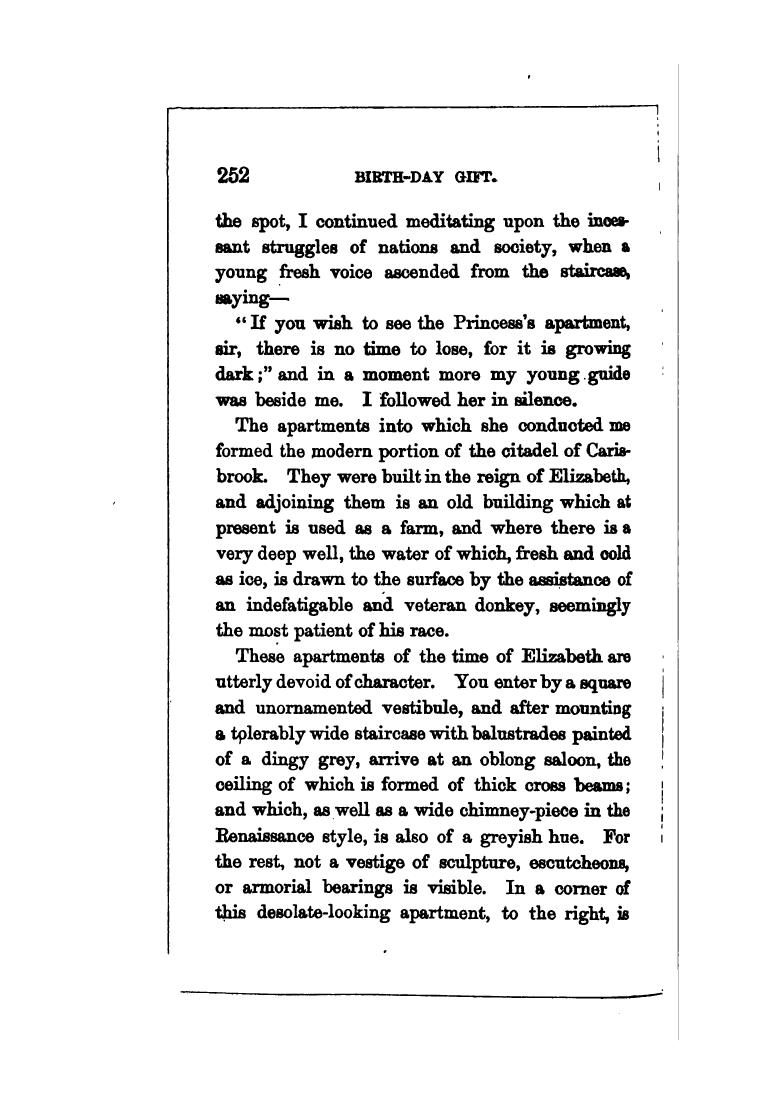 252 BIRTH-DAY GIFT.
the spot, I continued meditating upon the inces-
sant struggles of nations and society, when a
young fresh voice ascended from the staircase,
saying—
“If you wish to see the Princess's apartment,
sir, there is no time to lose, for it is growing
dark;” and in a moment more my young guide
was beside me. I followed her in silence.
The apartments into which she conducted me
formed the modern portion of the citadel of Caris-
brook. They were built in the reign of Elizabeth,
and adjoining them is an old building which at
present is used as a farm, and where there is a
very deep well, the water of which, fresh and cold
as ice, is drawn to the surface by the assistance of
an indefatigable and veteran donkey, seemingly
the most patient of his race.
These apartments of the time of Elizabeth are
utterly devoid of character. You enter by a square
and unornamented vestibule, and after mounting
a tolerably wide staircase with balustrades painted
of a dingy grey, arrive at an oblong saloon, the
ceiling of which is formed of thick cross beams;
and which, as well as a wide chimney-piece in the
Renaissance style, is also of a greyish hue. For
the rest, not a vestige of sculpture, escutcheons,
or armorial bearings is visible. In a corner of
this desolate-looking apartment, to the right, is